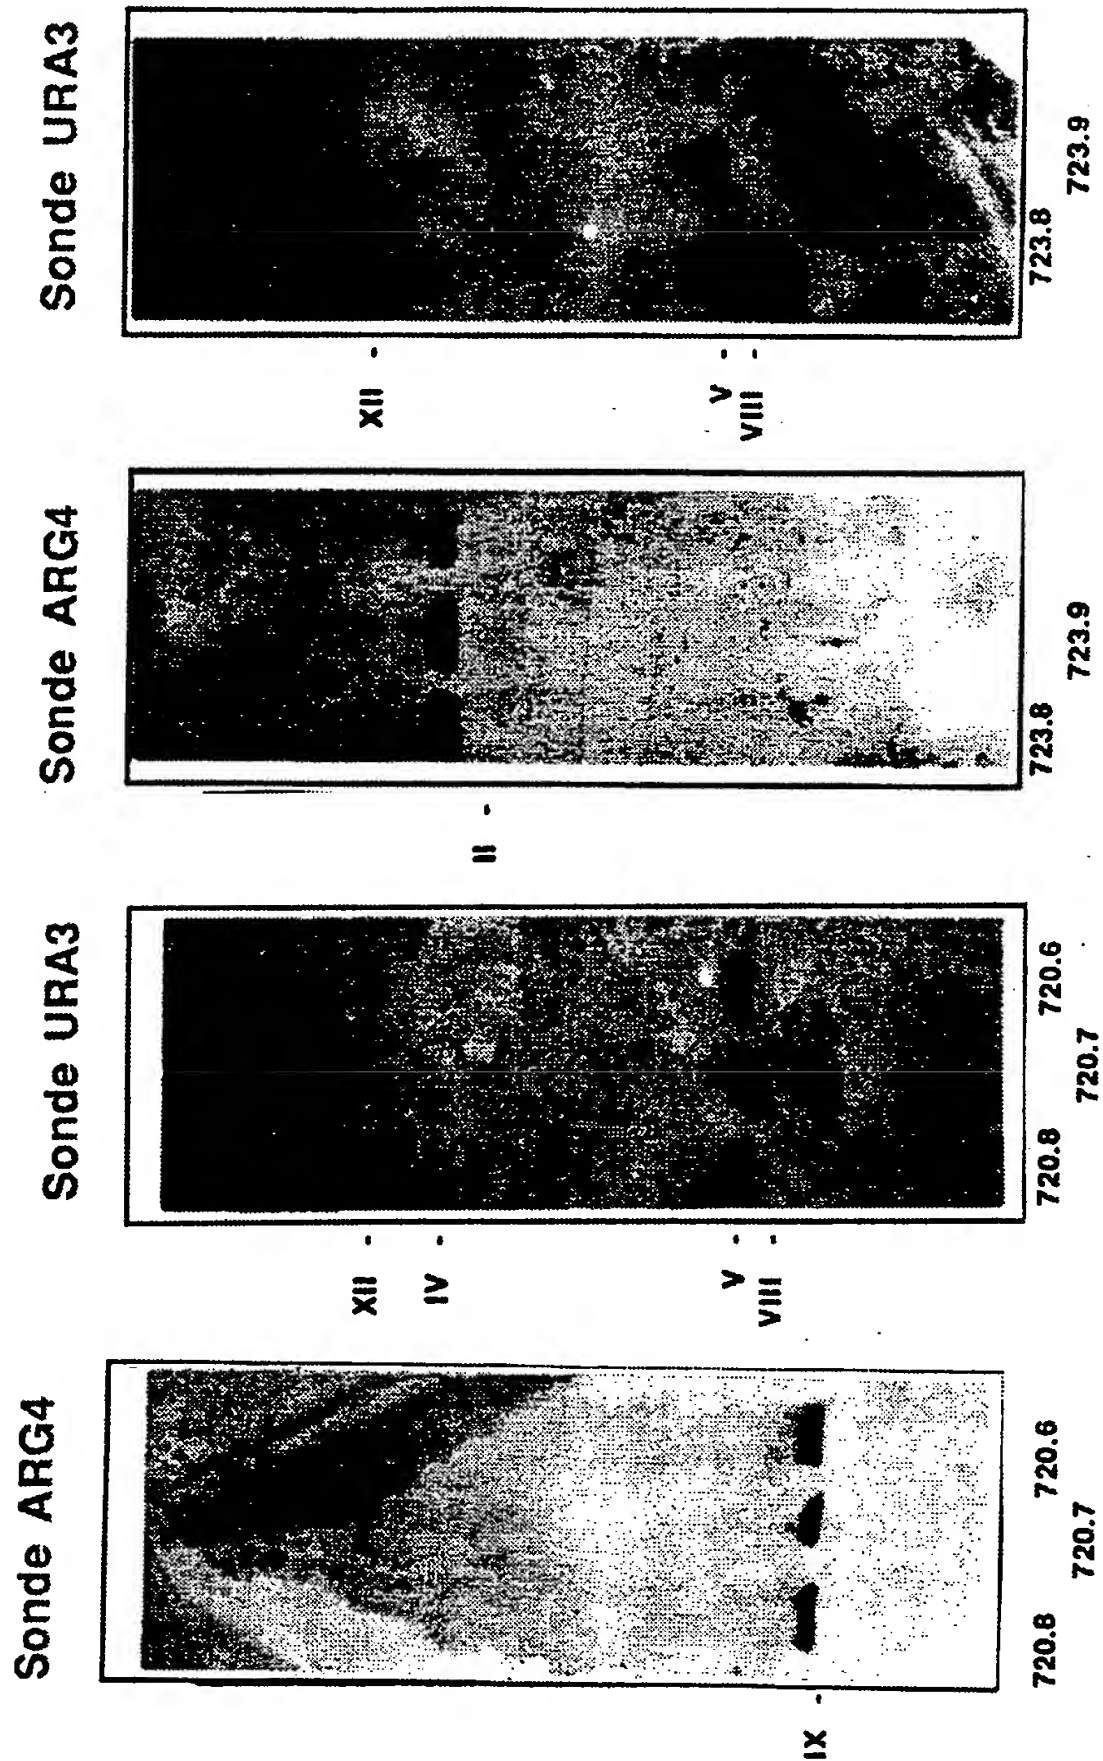 Sonde URA3
XII
V
VIII
723.8
723.9
Sonde ARG4
II
723.8
723.9
Sonde URA3
XII
IV
V
VIII
720.8
720.7
720.6
Sonde ARG4
IX
720.8
720.7
720.6